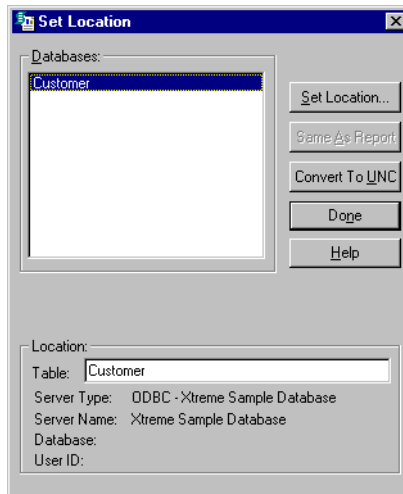 Set Location
Databases:
Customer
Set Location...
Same As Report
Convert To UNC
Done
Help
Location:
Table: Customer
Server Type: ODBC - Xtreme Sample Database
Server Name: Xtreme Sample Database
Database:
User ID: